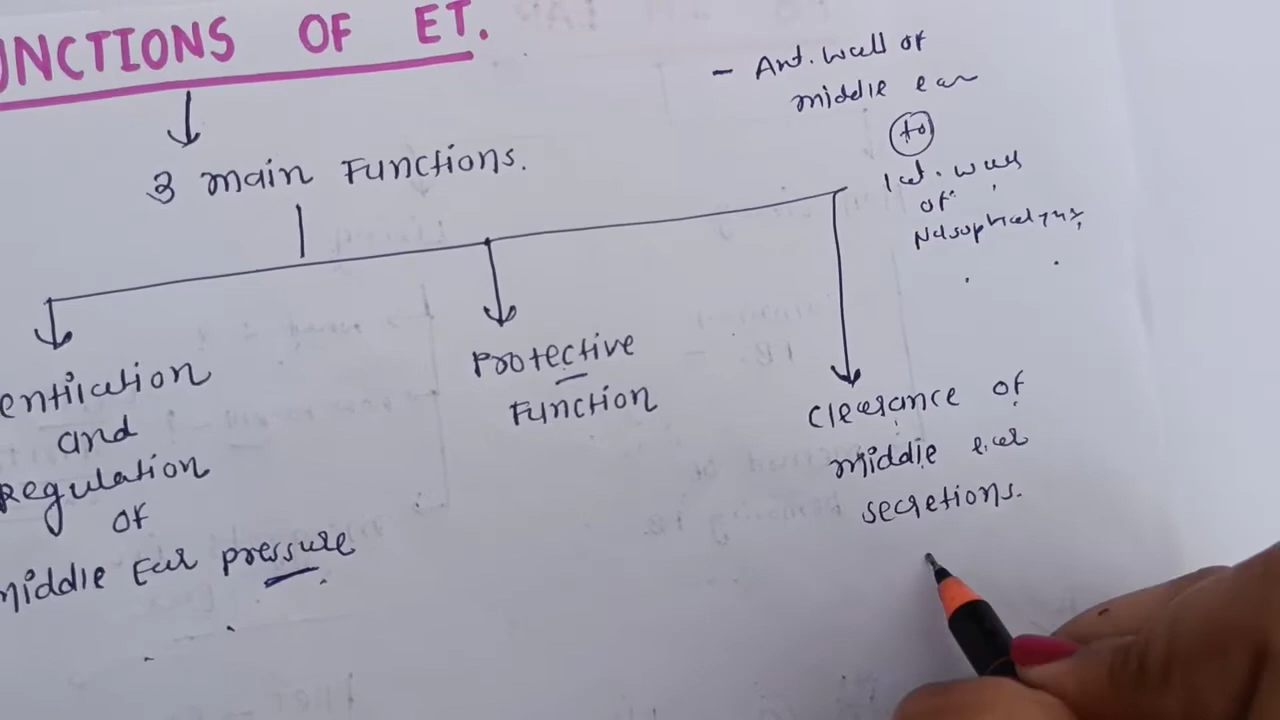 UNCTIONS OF ET.
3 main Functions.
- Ant. wall of
middle ear
to
lat. wall
of
Nasopharynx,
entilation
and
Regulation
of
middle Ear pressure
Protective
Function
Clearance of
middle ear
secretions.